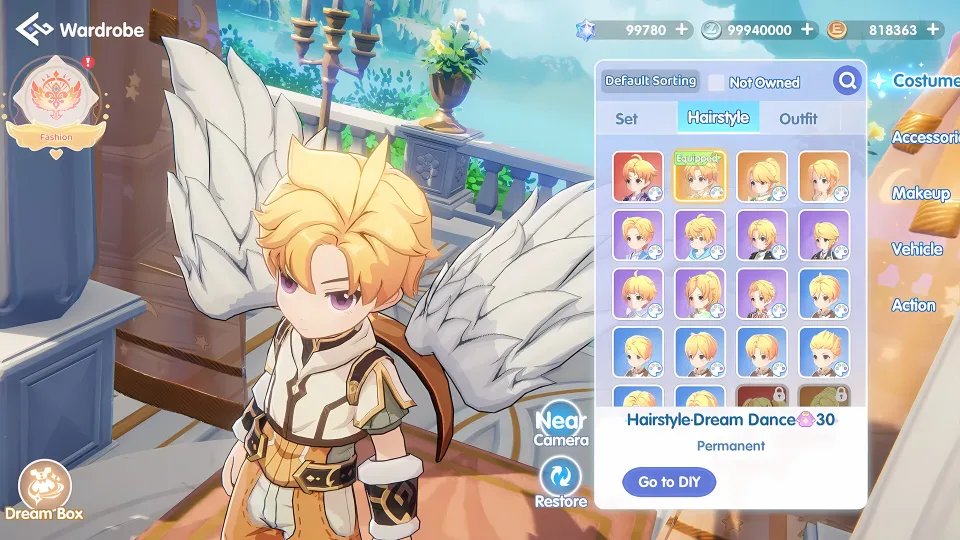 Wardrobe
99780
99940000
818363
Fashion
Default Sorting
Not Owned
Set
Hairstyle
Outfit
Equipped
Costume
Accessori
Makeup
Vehicle
Action
Near
Camera
Restore
Hairstyle·Dream Dance 30
Permanent
Go to DIY
Dream Box